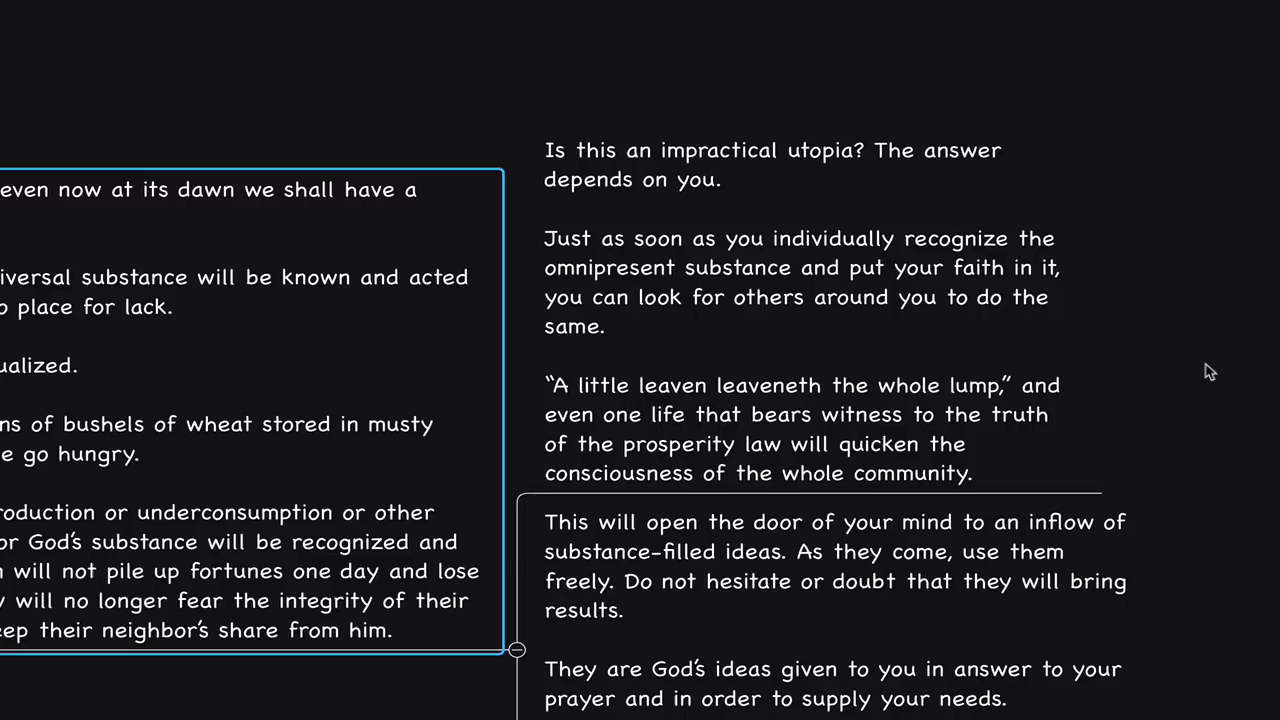 even now at its dawn we shall have a
iversal substance will be known and acted
place for lack.
ualized.
of bushels of wheat stored in musty
go hungry.
roduction or underconsumption or other
or God's substance will be recognized and
will not pile up fortunes one day and lose
will no longer fear the integrity of their
eep their neighbor's share from him.
Is this an impractical utopia? The answer
depends on you.
Just as soon as you individually recognize the
omnipresent substance and put your faith in it,
you can look for others around you to do the
same.
“A little leaven leaveneth the whole lump,” and
even one life that bears witness to the truth
of the prosperity law will quicken the
consciousness of the whole community.
This will open the door of your mind to an inflow of
substance-filled ideas. As they come, use them
freely. Do not hesitate or doubt that they will bring
results.
They are God's ideas given to you in answer to your
prayer and in order to supply your needs.